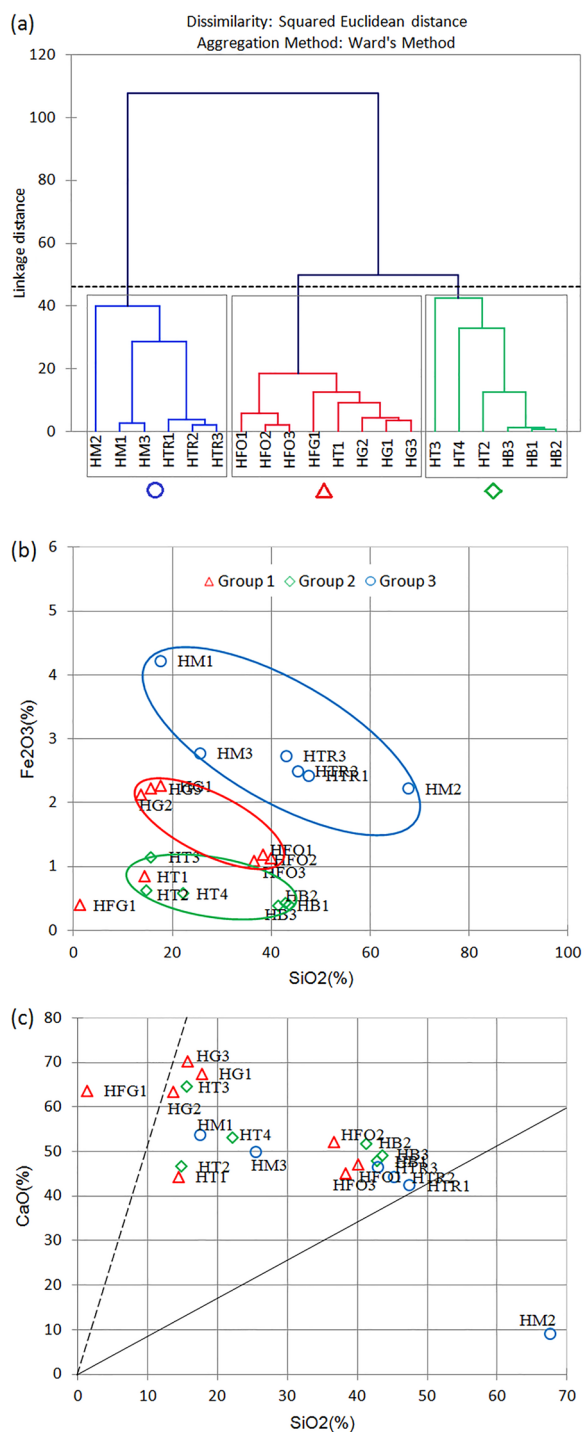 (a)
Dissimilarity: Squared Euclidean distance
Aggregation Method: Ward's Method
120
100
80
60
40
20
0
Linkage distance
HM2 HM1 HM3 HTR1 HTR2 HTR3 HFO1 HFO2 HFO3 HFG1 HT1 HG2 HG1 HG3 HT3 HT4 HT2 HB3 HB1 HB2
(b)
6
5
4
3
2
1
0
Fe2O3(%)
Group 1 Group 2 Group 3
HM1
HM3 HTR3
HTR2 HTR1
HM2
HG1
HG3
HG2
HFO1
HFO2
HFO3
HT3
HT1
HT2 HT4
HFG1
HB2
HB1
HB3
0 20 40 60 80 100
SiO2(%)
(c)
80
70
60
50
40
30
20
10
0
CaO(%)
HG3
HG1
HFG1 HT3
HG2
HM1 HT4
HM3
HT2
HT1
HFO2 HB2
HB3
HB1
HTR3
HFO3 HFO1 HTR2
HTR1
HM2
0 10 20 30 40 50 60 70
SiO2(%)